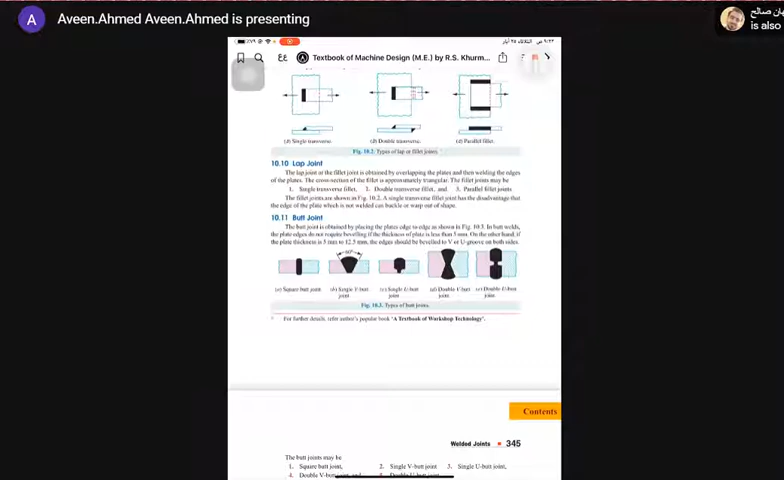 A Aveen.Ahmed Aveen.Ahmed is presenting
هان صالح
is also
٤٤
Textbook of Machine Design (M.E.) by R.S. Khurm...
(a) Single transverse.
(b) Double transverse.
(c) Parallel fillet.
Fig. 10.2. Types of lap or fillet joints.
10.10 Lap Joint
The lap joint or the fillet joint is obtained by overlapping the plates and then welding the edges
of the plates. The cross-section of the fillet is approximately triangular. The fillet joints may be
1. Single transverse fillet, 2. Double transverse fillet, and 3. Parallel fillet joints
The fillet joints are shown in Fig. 10.2. A single transverse fillet joint has the disadvantage that
the edge of the plate which is not welded can buckle or warp out of shape.
10.11 Butt Joint
The butt joint is obtained by placing the plates edge to edge as shown in Fig. 10.3. In butt welds,
the plate edges do not require bevelling if the thickness of plate is less than 5 mm. On the other hand, if
the plate thickness is 5 mm to 12.5 mm, the edges should be bevelled to V or U-groove on both sides.
60°
(a) Square butt joint
(b) Single V-butt joint
(c) Single U-butt joint
(d) Double V-butt joint
(e) Double U-butt joint
Fig. 10.3. Types of butt joints.
* For further details, refer author's popular book 'A Textbook of Workshop Technology'.
Contents
Welded Joints ■ 345
The butt joints may be
1. Square butt joint, 2. Single V-butt joint 3. Single U-butt joint,
4. Double V-butt joint, and 5. Double U-butt joint